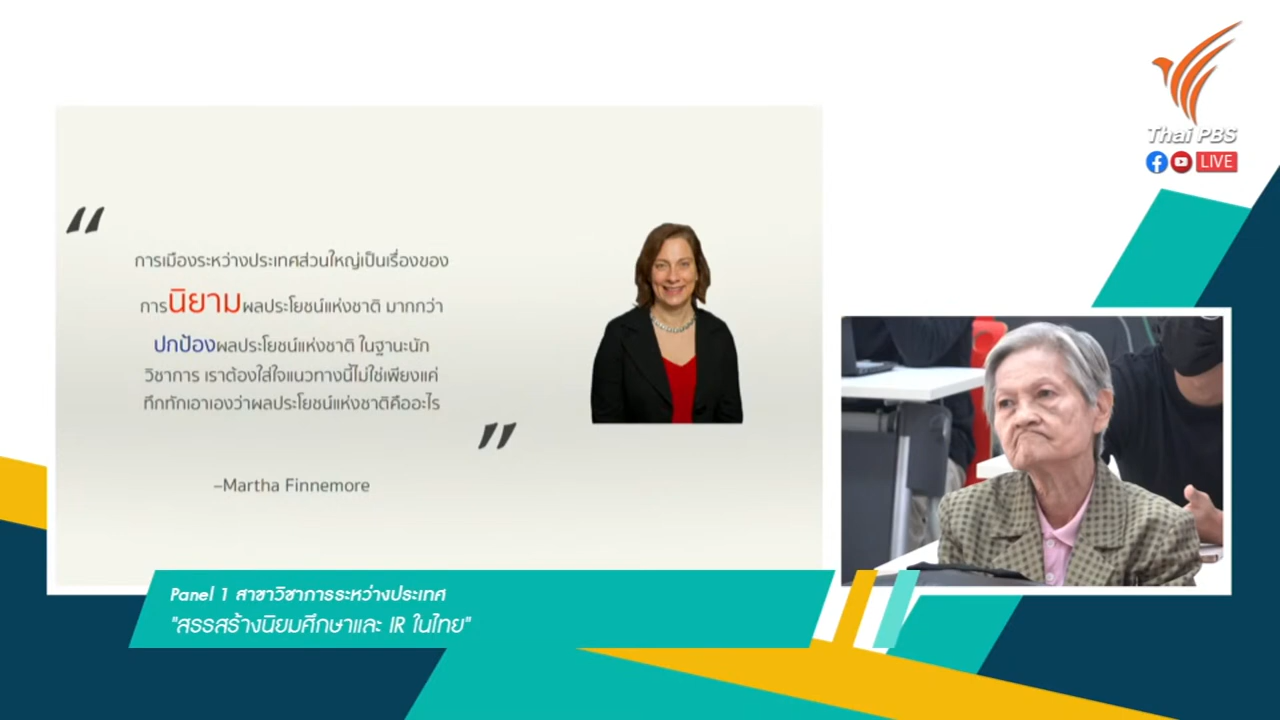 Thai PBS
LIVE
“
การเมืองระหว่างประเทศส่วนใหญ่เป็นเรื่องของ
การนิยามผลประโยชน์แห่งชาติ มากกว่า
ปกป้องผลประโยชน์แห่งชาติ ในฐานะนัก
วิชาการ เราต้องใส่ใจแนวทางนี้ไม่ใช่เพียงแค่
ทึกทักเอาเองว่าผลประโยชน์แห่งชาติคืออะไร
”
–Martha Finnemore
Panel 1 สาขาวิชาการระหว่างประเทศ
"สรรสร้างนิยมศึกษาและ IR ในไทย"